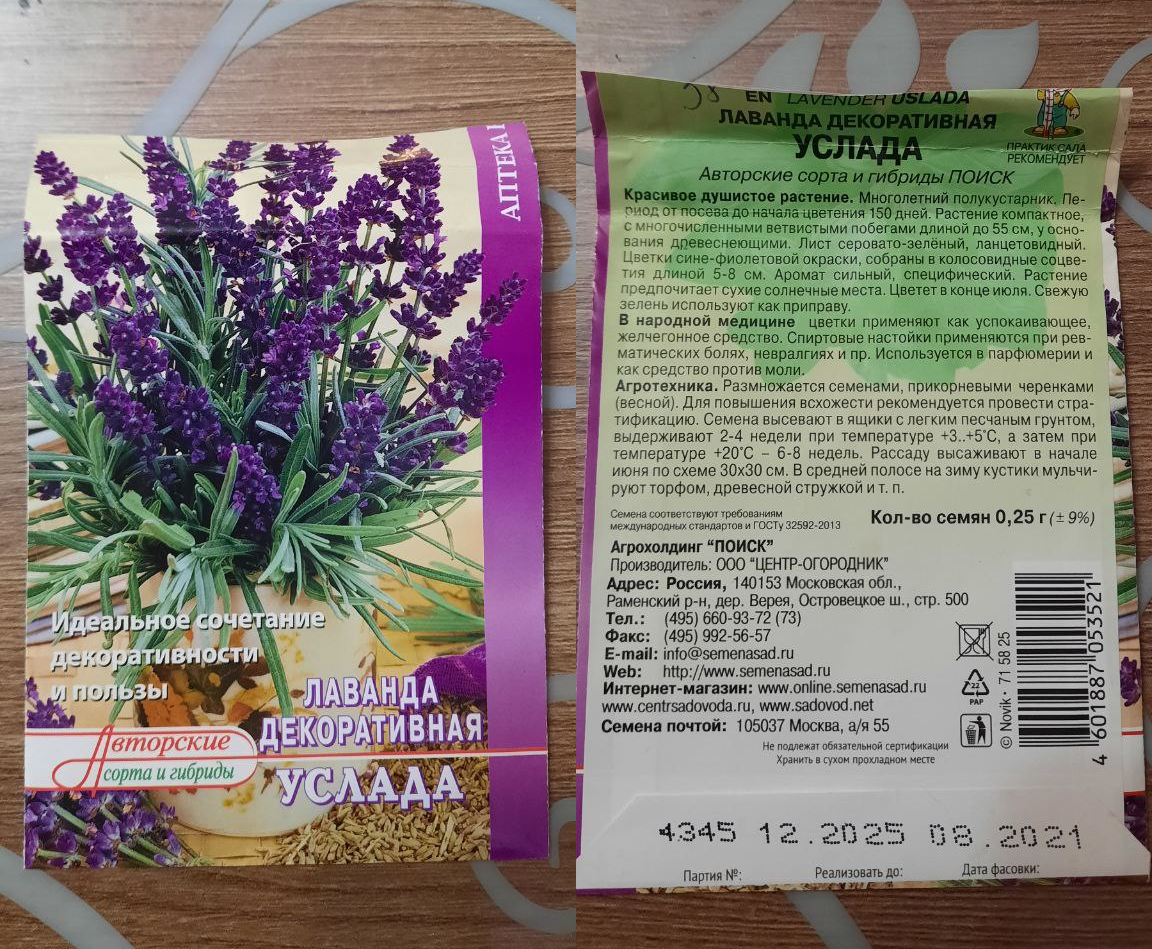 АПТЕКА
Идеальное сочетание
декоративности
и пользы
ЛАВАНДА
ДЕКОРАТИВНАЯ
Авторские
сорта и гибриды
УСЛАДА
38
EN LAVENDER USLADA
ЛАВАНДА ДЕКОРАТИВНАЯ
УСЛАДА
ПРАКТИК САДА
РЕКОМЕНДУЕТ
Авторские сорта и гибриды ПОИСК
Красивое душистое растение. Многолетний полукустарник. Пе-
риод от посева до начала цветения 150 дней. Растение компактное,
с многочисленными ветвистыми побегами длиной до 55 см, у осно-
вания древеснеющими. Лист серовато-зелёный, ланцетовидный.
Цветки сине-фиолетовой окраски, собраны в колосовидные соцве-
тия длиной 5-8 см. Аромат сильный, специфический. Растение
предпочитает сухие солнечные места. Цветет в конце июля. Свежую
зелень используют как приправу.
В народной медицине цветки применяют как успокаивающее,
желчегонное средство. Спиртовые настойки применяются при рев-
матических болях, невралгиях и пр. Используется в парфюмерии и
как средство против моли.
Агротехника. Размножается семенами, прикорневыми черенками
(весной). Для повышения всхожести рекомендуется провести стра-
тификацию. Семена высевают в ящики с легким песчаным грунтом,
выдерживают 2-4 недели при температуре +3..+5°С, а затем при
температуре +20°С – 6-8 недель. Рассаду высаживают в начале
июня по схеме 30х30 см. В средней полосе на зиму кустики мульчи-
руют торфом, древесной стружкой и т. п.
Семена соответствуют требованиям
международных стандартов и ГОСТу 32592-2013
Кол-во семян 0,25 г (± 9%)
Агрохолдинг “ПОИСК”
Производитель: ООО “ЦЕНТР-ОГОРОДНИК”
Адрес: Россия, 140153 Московская обл.,
Раменский р-н, дер. Верея, Островецкое ш., стр. 500
Тел.: (495) 660-93-72 (73)
Факс: (495) 992-56-57
E-mail: info@semenasad.ru
Web: http://www.semenasad.ru
Интернет-магазин: www.online.semenasad.ru
www.centrsadovoda.ru, www.sadovod.net
Семена почтой: 105037 Москва, а/я 55
Не подлежат обязательной сертификации
Хранить в сухом прохладном месте
22
PAP
© Novik · 71 58 25
4 601887 053521
4345 12.2025 08.2021
Партия №: Реализовать до: Дата фасовки: